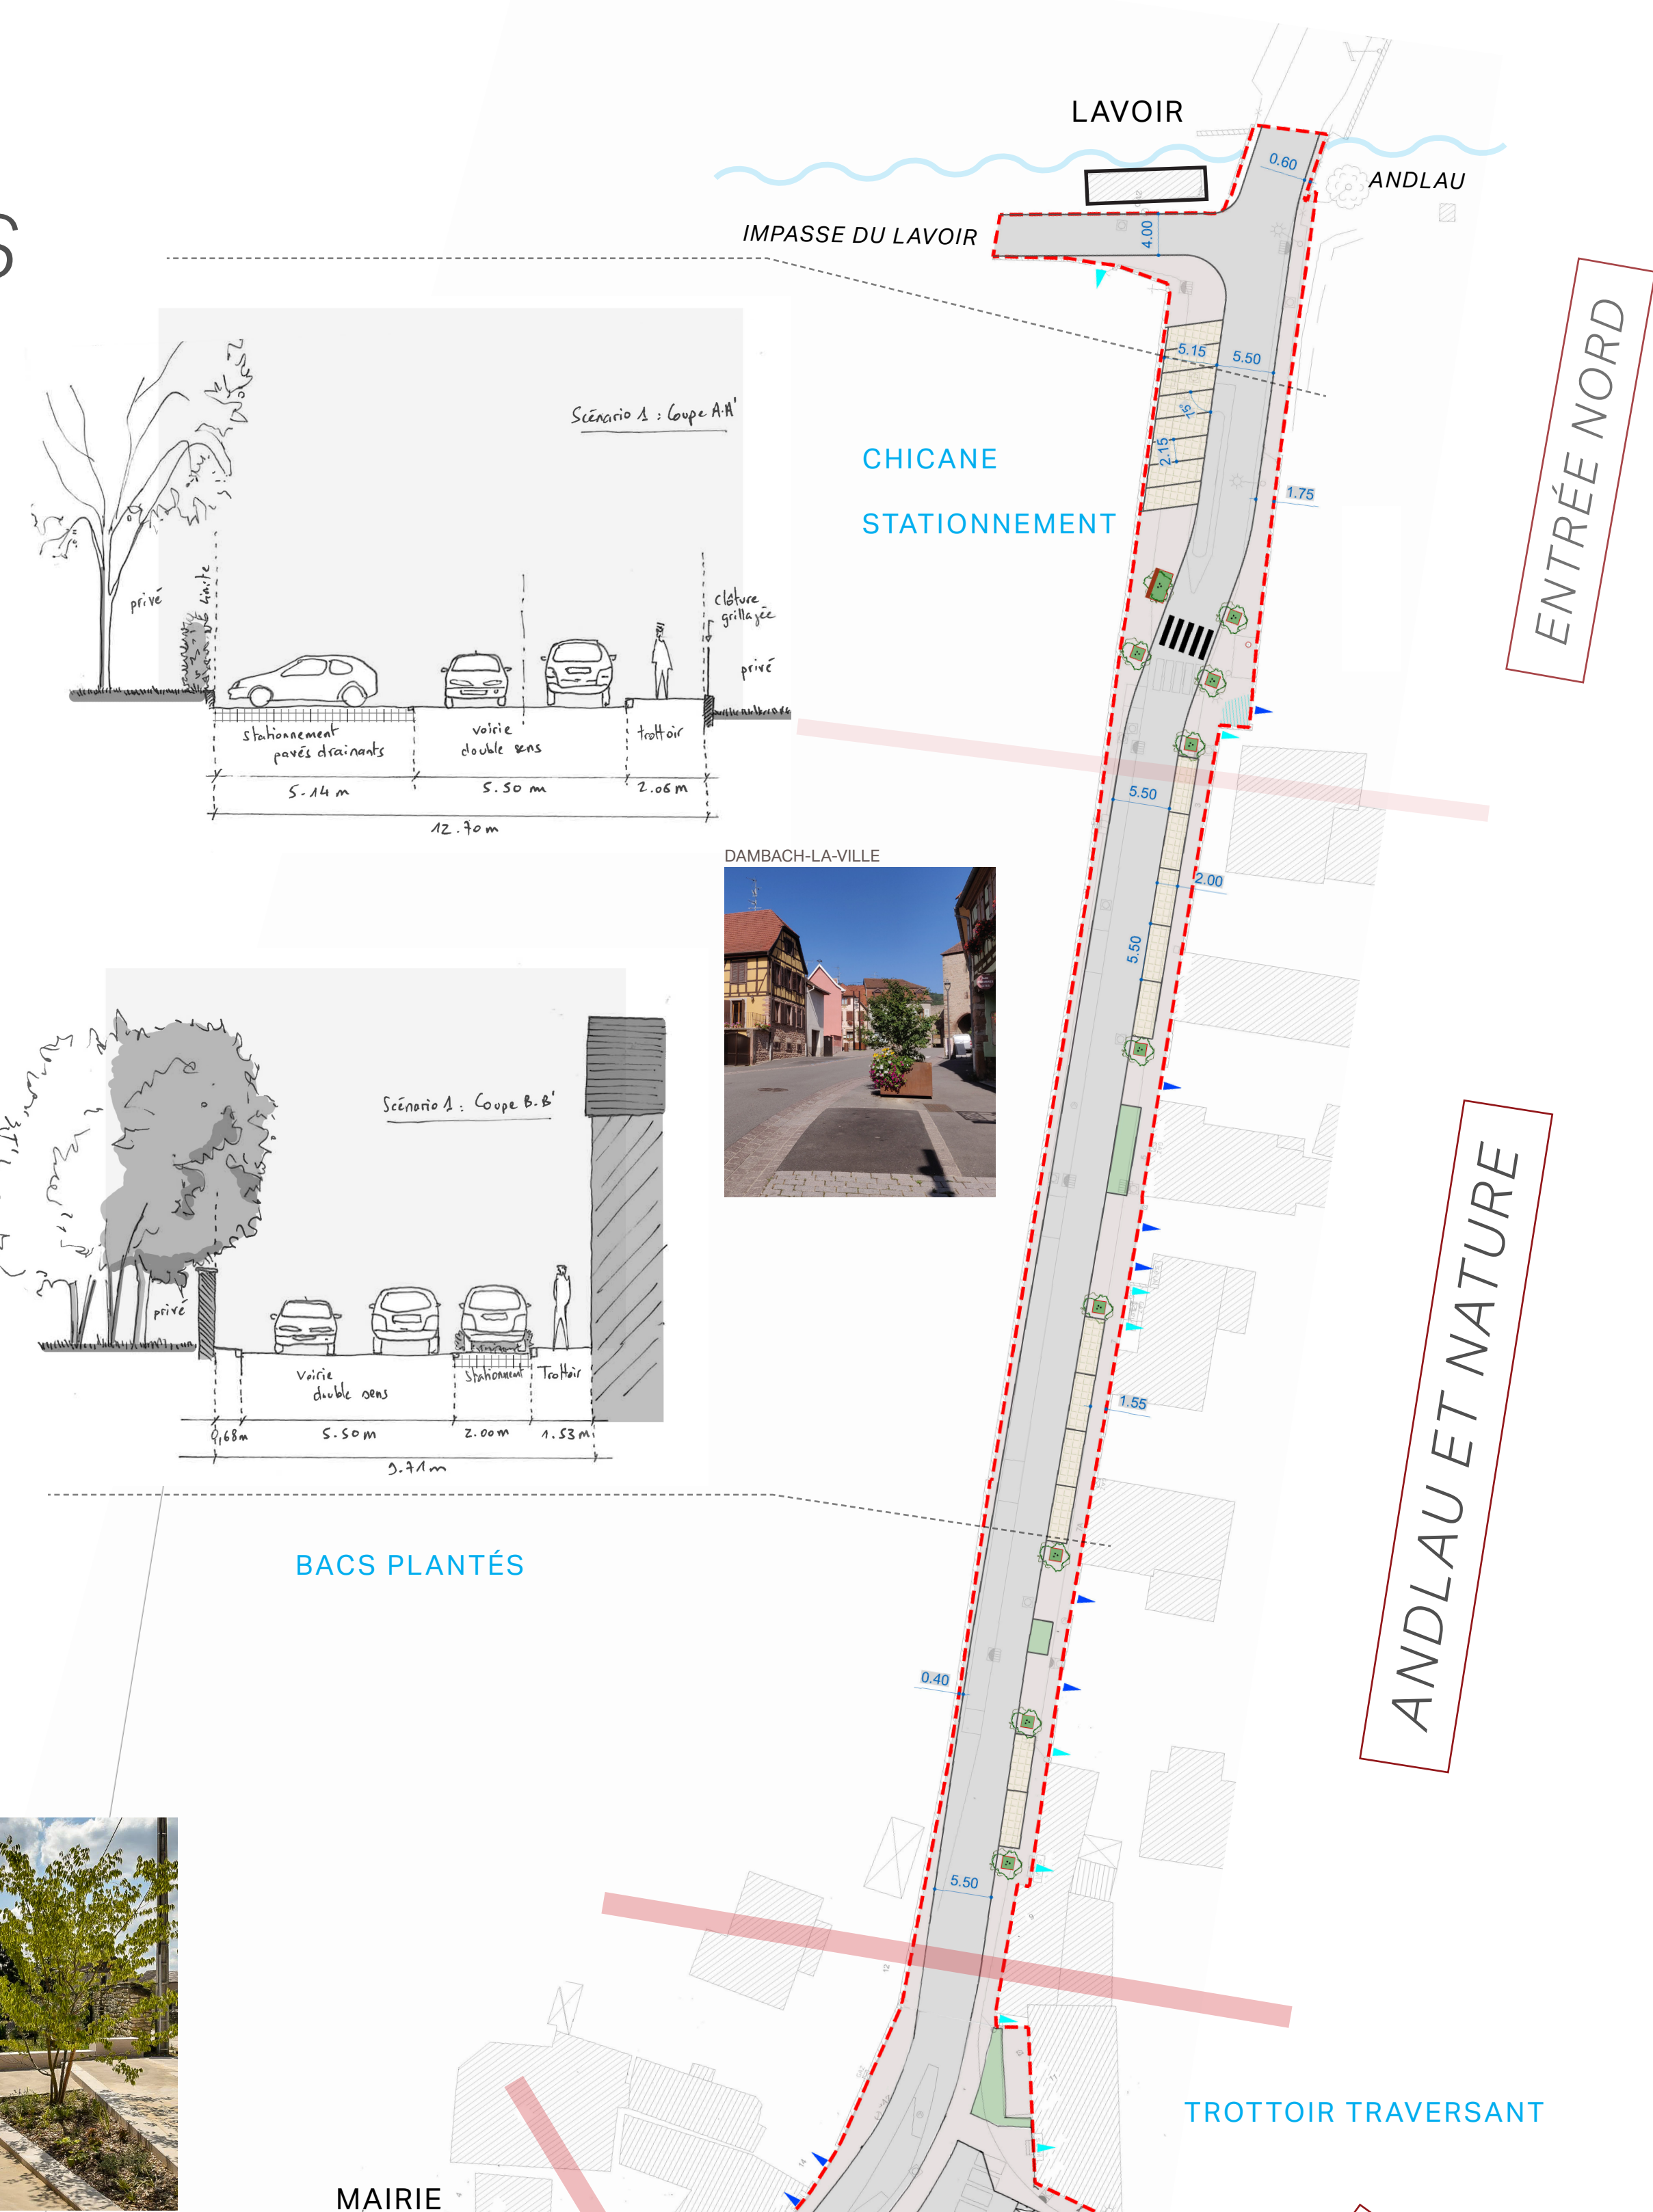 S
LAVOIR
0.60
ANDLAU
IMPASSE DU LAVOIR
4.00
ENTRÉE NORD
5.15
5.50
Scénario 1 : Coupe A.A'
75
2.15
CHICANE
STATIONNEMENT
1.75
privé
limite
clôture
grillagée
privé
stationnement
pavés drainants
voirie
double sens
trottoir
5.14 m
5.50 m
2.06 m
12.70 m
5.50
DAMBACH-LA-VILLE
2.00
5.50
Scénario 1 : Coupe B.B'
ANDLAU ET NATURE
privé
Voirie
double sens
Stationnement
Trottoir
0,68m
5.50m
2.00m
1.53m
9.71m
1.55
BACS PLANTÉS
0.40
5.50
12
TROTTOIR TRAVERSANT
14
MAIRIE